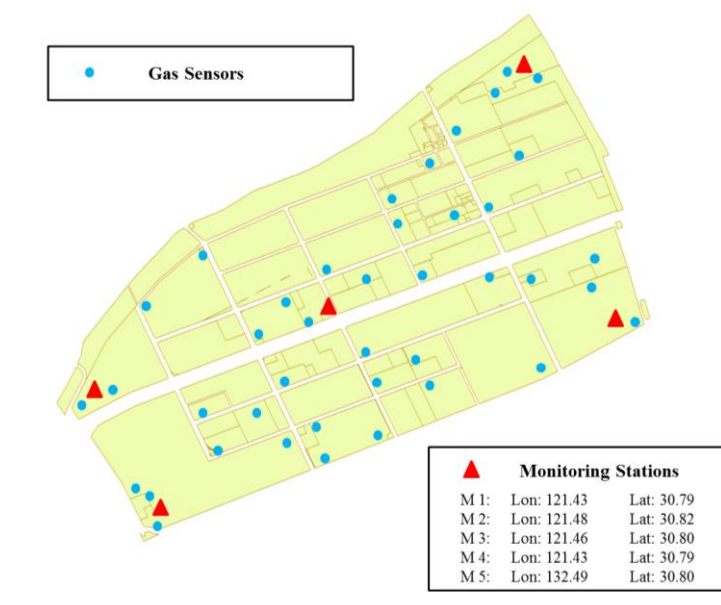 Gas Sensors
Monitoring Stations
M 1: Lon: 121.43 Lat: 30.79
M 2: Lon: 121.48 Lat: 30.82
M 3: Lon: 121.46 Lat: 30.80
M 4: Lon: 121.43 Lat: 30.79
M 5: Lon: 132.49 Lat: 30.80